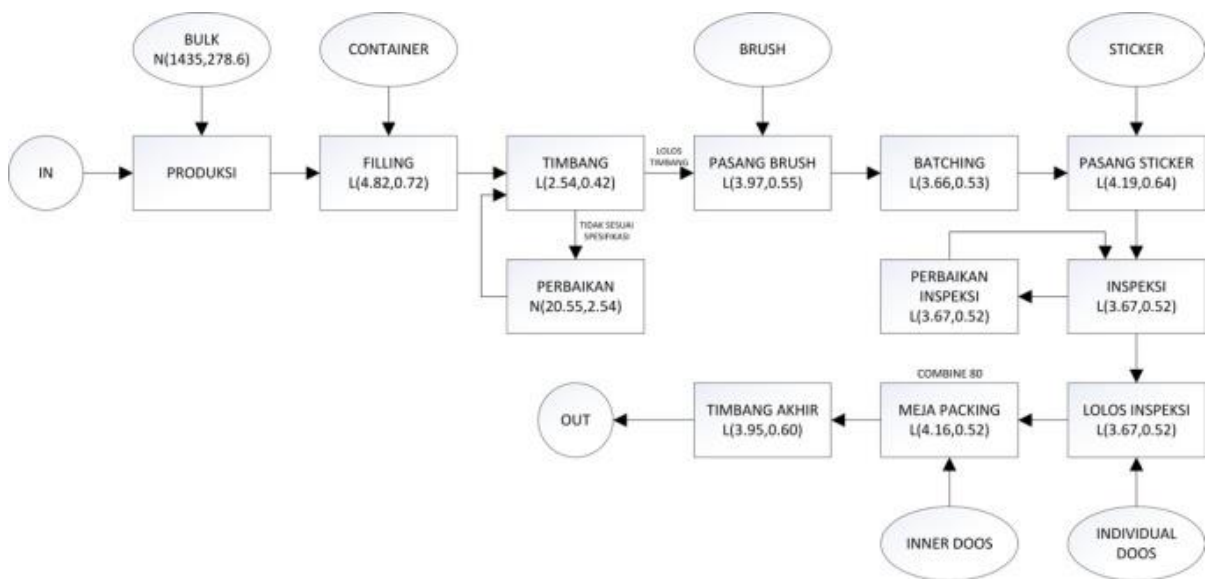 BULK
N(1435,278.6)
CONTAINER
BRUSH
STICKER
IN
PRODUKSI
FILLING
L(4.82,0.72)
TIMBANG
L(2.54,0.42)
LOLOS
TIMBANG
PASANG BRUSH
L(3.97,0.55)
BATCHING
L(3.66,0.53)
PASANG STICKER
L(4.19,0.64)
TIDAK SESUAI
SPESIFIKASI
PERBAIKAN
N(20.55,2.54)
PERBAIKAN
INSPEKSI
L(3.67,0.52)
INSPEKSI
L(3.67,0.52)
COMBINE 80
OUT
TIMBANG AKHIR
L(3.95,0.60)
MEJA PACKING
L(4.16,0.52)
LOLOS INSPEKSI
L(3.67,0.52)
INNER DOOS
INDIVIDUAL
DOOS